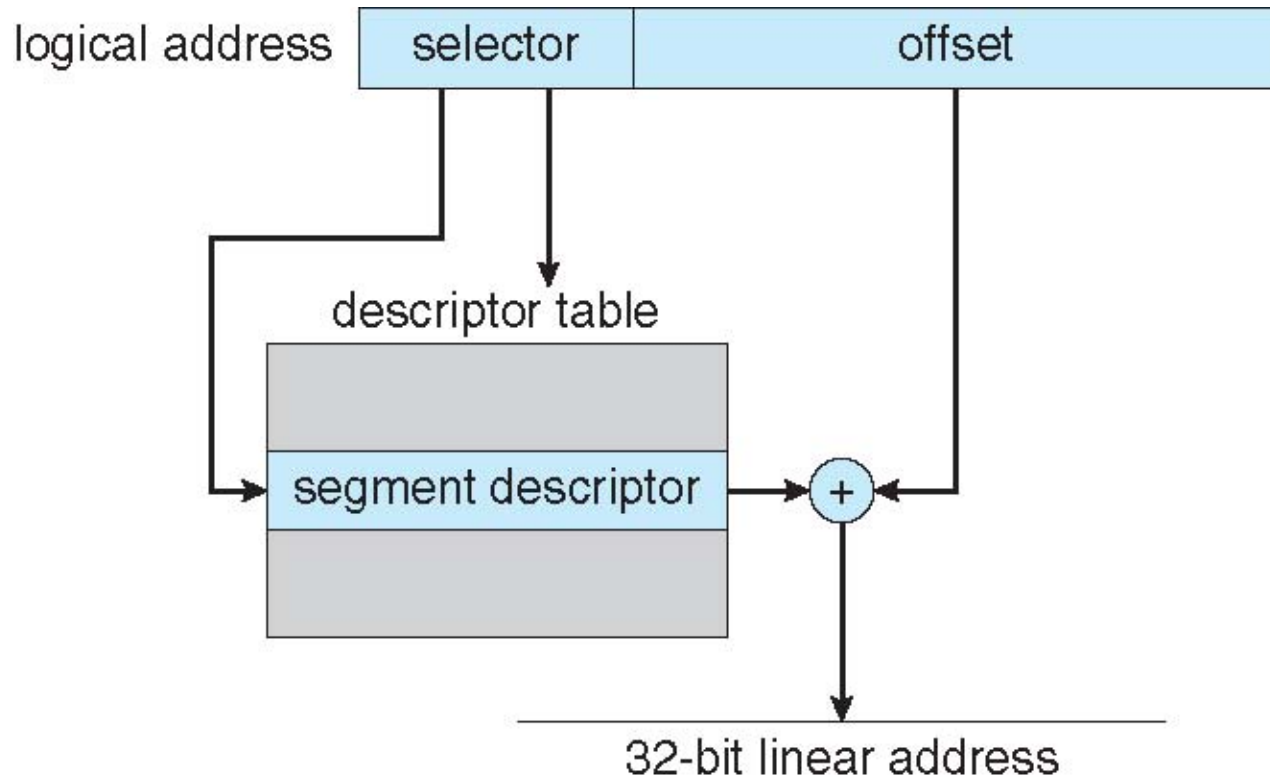 logical address
selector
offset
descriptor table
segment descriptor
+
32-bit linear address